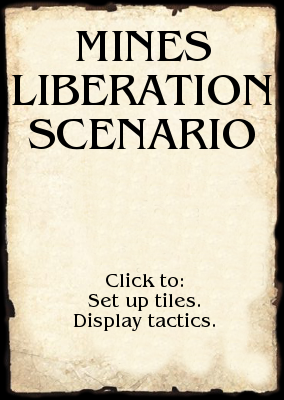 MINES
LIBERATION
SCENARIO
Click to:
Set up tiles.
Display tactics.